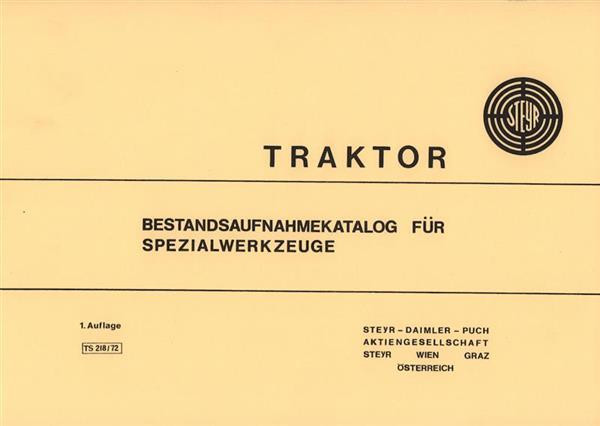 STEYR
TRAKTOR
BESTANDSAUFNAHMEKATALOG FÜR
SPEZIALWERKZEUGE
1. Auflage
TS 218/72
STEYR – DAIMLER – PUCH
AKTIENGESELLSCHAFT
STEYR WIEN GRAZ
ÖSTERREICH